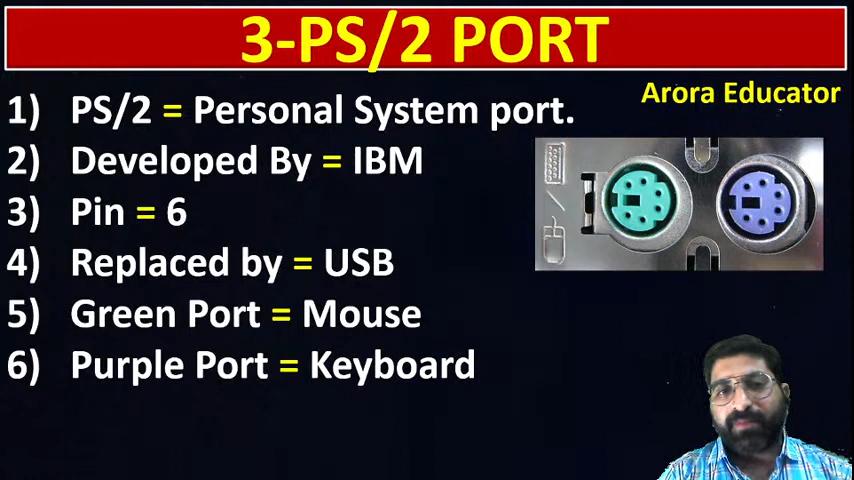 3-PS/2 PORT
Arora Educator
1) PS/2 = Personal System port.
2) Developed By = IBM
3) Pin = 6
4) Replaced by = USB
5) Green Port = Mouse
6) Purple Port = Keyboard